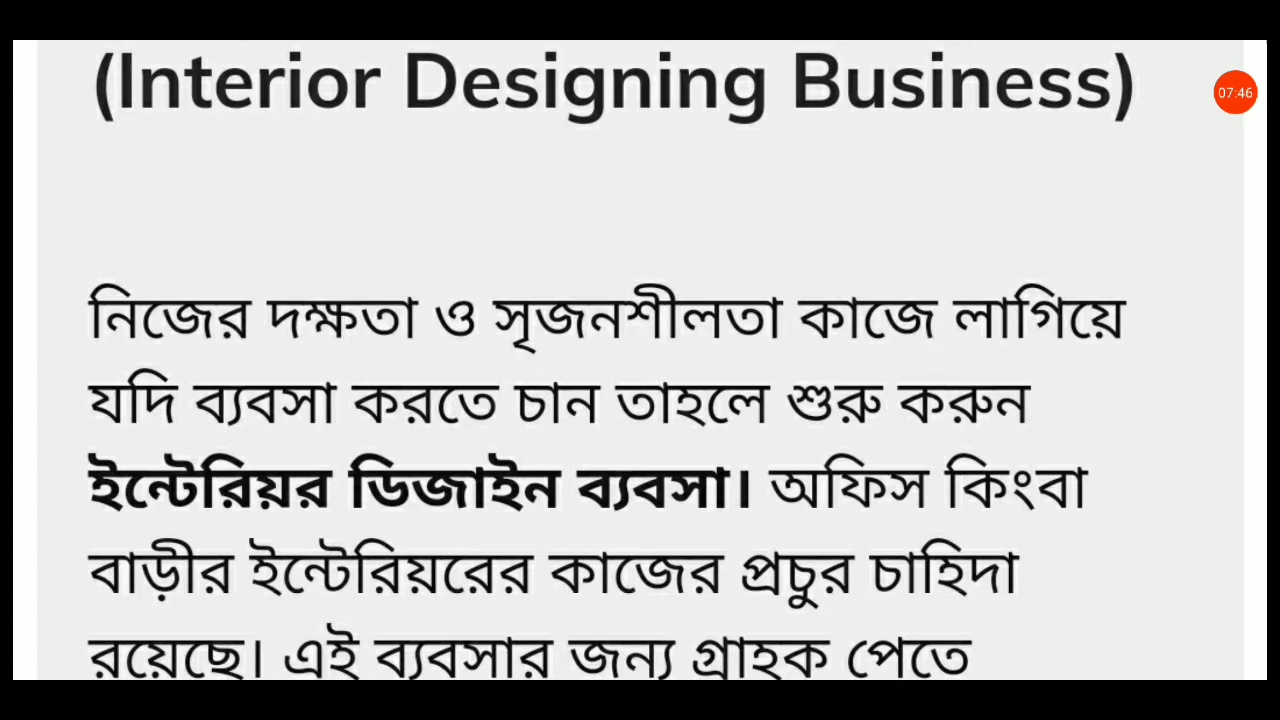 (Interior Designing Business)
07:46
নিজের দক্ষতা ও সৃজনশীলতা কাজে লাগিয়ে
যদি ব্যবসা করতে চান তাহলে শুরু করুন
ইন্টেরিয়র ডিজাইন ব্যবসা। অফিস কিংবা
বাড়ীর ইন্টেরিয়রের কাজের প্রচুর চাহিদা
রয়েছে। এই ব্যবসার জন্য গ্রাহক পেতে